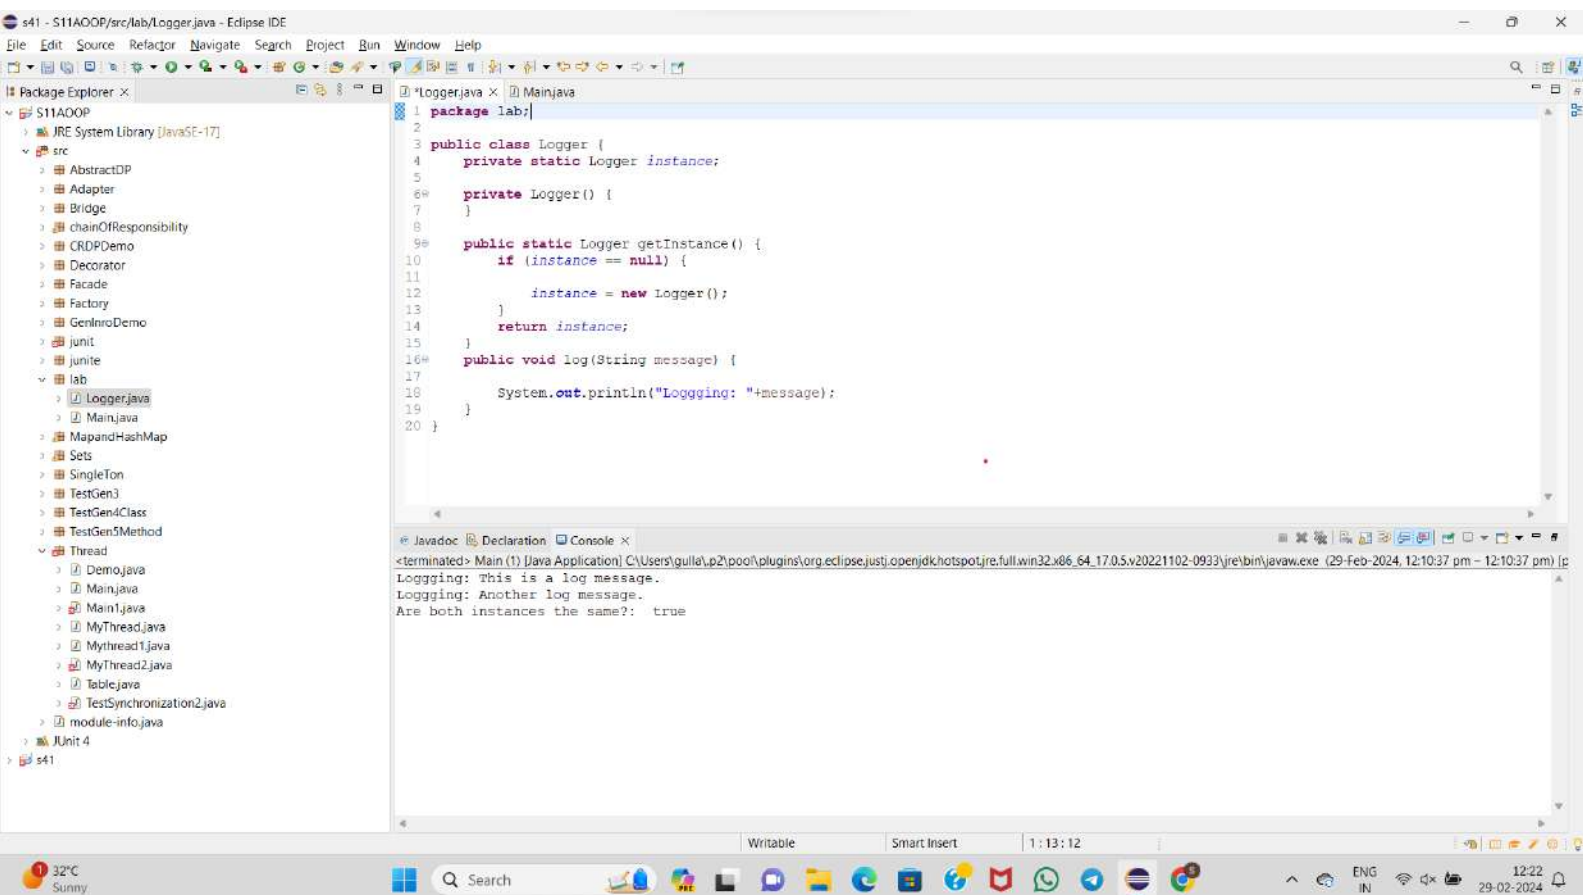 s41 - S11AOOP/src/lab/Logger.java - Eclipse IDE
File Edit Source Refactor Navigate Search Project Run Window Help
Package Explorer
*Logger.java
Main.java
S11AOOP
JRE System Library [JavaSE-17]
src
AbstractDP
Adapter
Bridge
chainOfResponsibility
CRDPDemo
Decorator
Facade
Factory
GenInroDemo
junit
junite
lab
Logger.java
Main.java
MapandHashMap
Sets
SingleTon
TestGen3
TestGen4Class
TestGen5Method
Thread
Demo.java
Main.java
Main1.java
MyThread.java
Mythread1.java
MyThread2.java
Table.java
TestSynchronization2.java
module-info.java
JUnit 4
s41
1 package lab;
2
3 public class Logger {
4 private static Logger instance;
5
6 private Logger() {
7 }
8
9 public static Logger getInstance() {
10 if (instance == null) {
11
12 instance = new Logger();
13 }
14 return instance;
15 }
16 public void log(String message) {
17
18 System.out.println("Loggging: "+message);
19 }
20 }
Javadoc Declaration Console
<terminated> Main (1) [Java Application] C:\Users\gulla\.p2\pool\plugins\org.eclipse.justj.openjdk.hotspot.jre.full.win32.x86_64_17.0.5.v20221102-0933\jre\bin\javaw.exe (29-Feb-2024, 12:10:37 pm – 12:10:37 pm) [p
Loggging: This is a log message.
Loggging: Another log message.
Are both instances the same?: true
Writable
Smart Insert
1 : 13 : 12
1
32°C
Sunny
Search
PRE
ENG
IN
12:22
29-02-2024